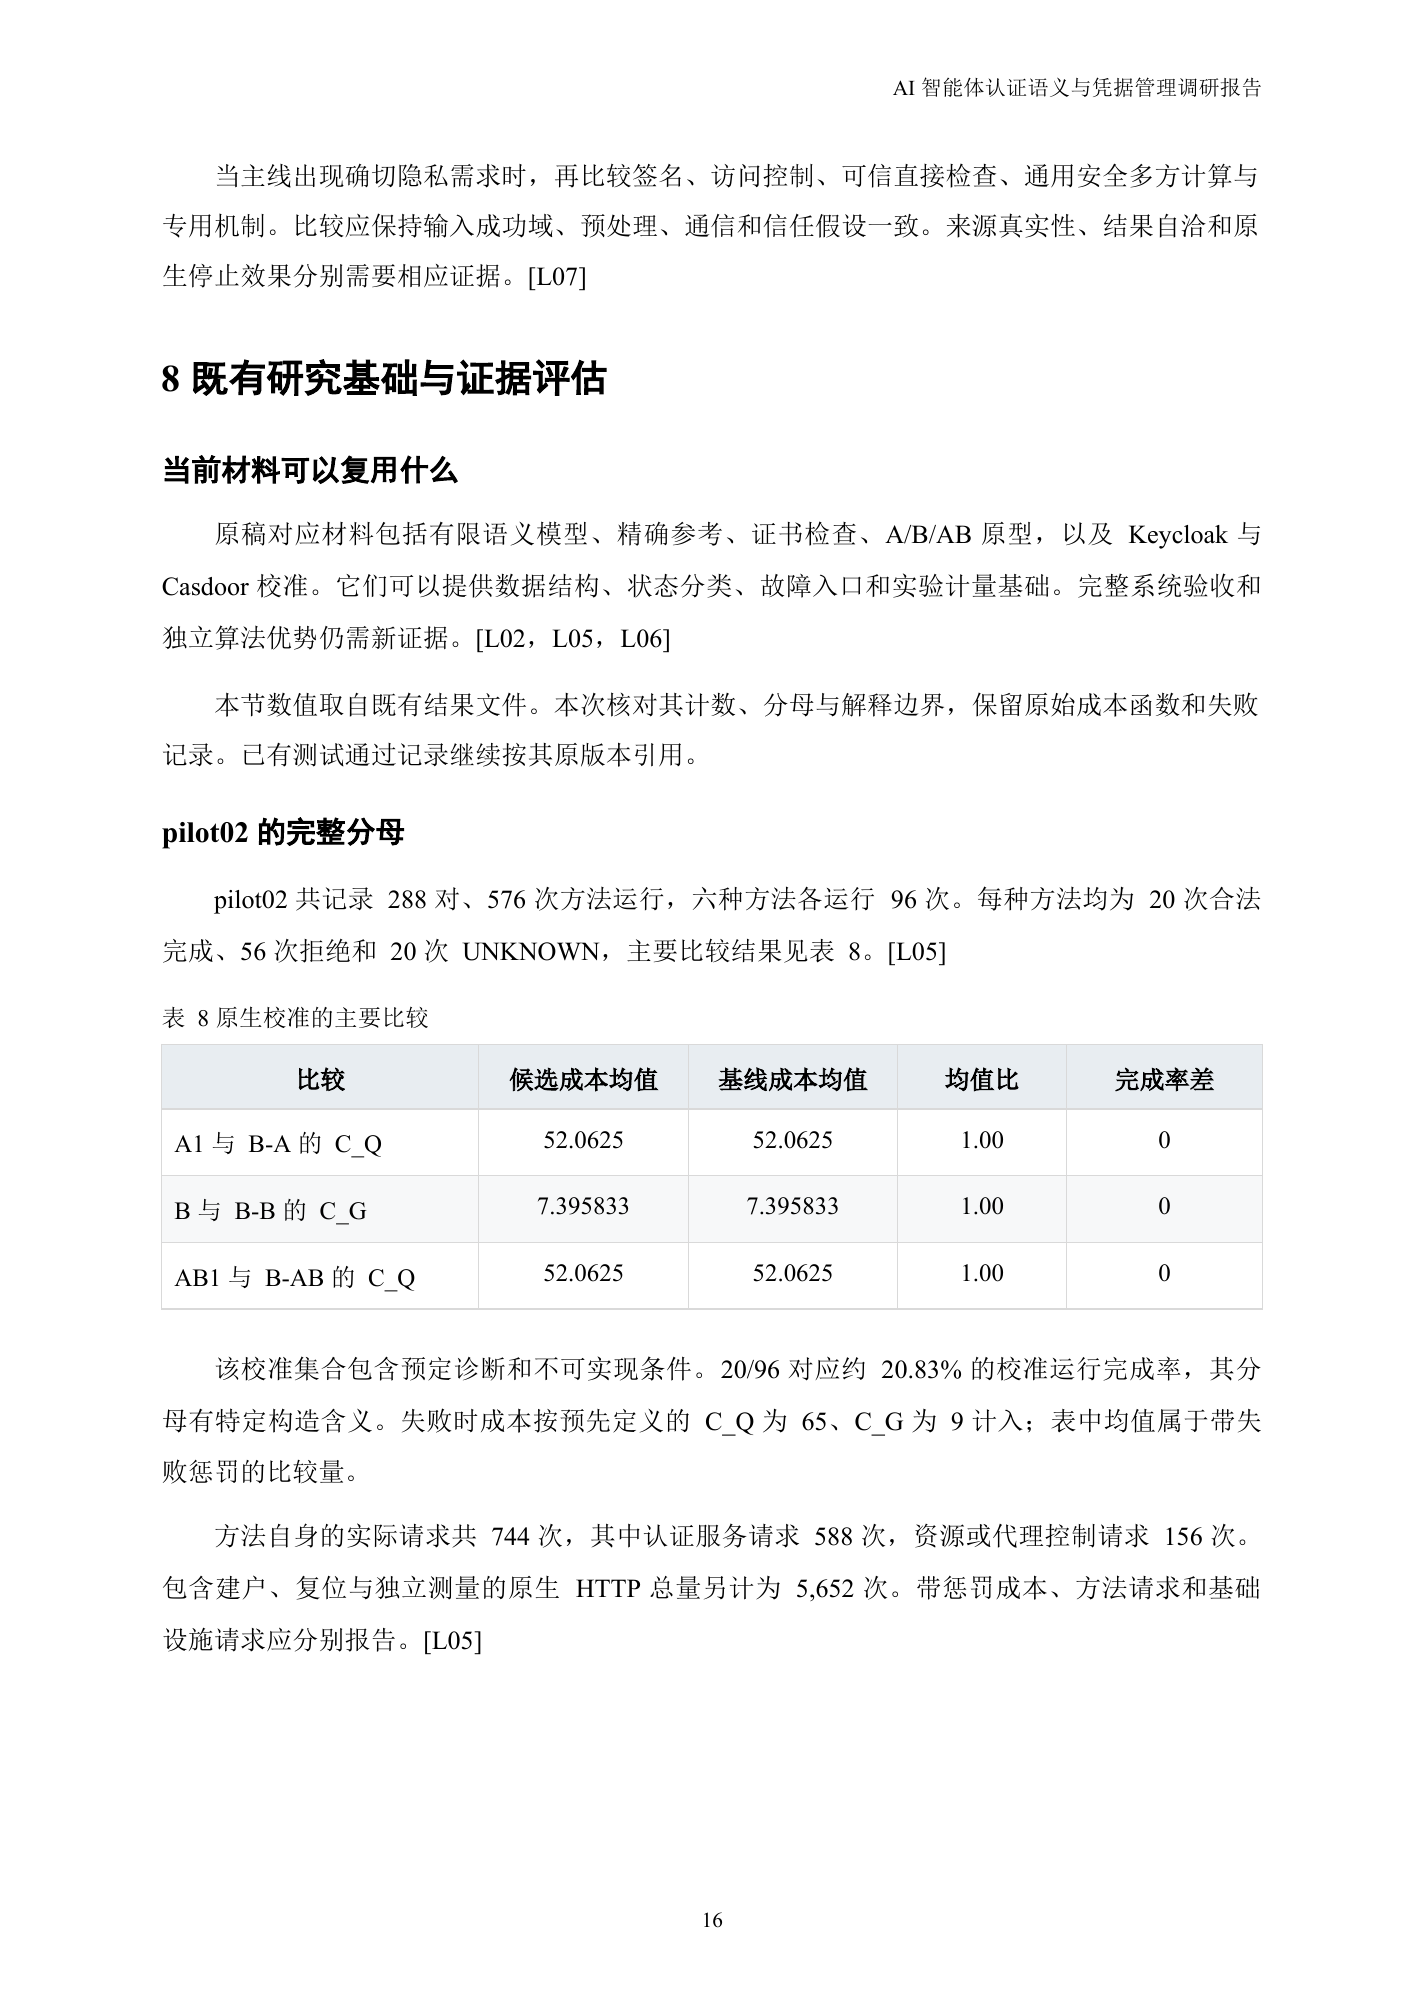 AI 智能体认证语义与凭据管理调研报告
当主线出现确切隐私需求时，再比较签名、访问控制、可信直接检查、通用安全多方计算与
专用机制。比较应保持输入成功域、预处理、通信和信任假设一致。来源真实性、结果自洽和原
生停止效果分别需要相应证据。[L07]
8 既有研究基础与证据评估
当前材料可以复用什么
原稿对应材料包括有限语义模型、精确参考、证书检查、A/B/AB 原型，以及 Keycloak 与
Casdoor 校准。它们可以提供数据结构、状态分类、故障入口和实验计量基础。完整系统验收和
独立算法优势仍需新证据。[L02，L05，L06]
本节数值取自既有结果文件。本次核对其计数、分母与解释边界，保留原始成本函数和失败
记录。已有测试通过记录继续按其原版本引用。
pilot02 的完整分母
pilot02 共记录 288 对、576 次方法运行，六种方法各运行 96 次。每种方法均为 20 次合法
完成、56 次拒绝和 20 次 UNKNOWN，主要比较结果见表 8。[L05]
表 8 原生校准的主要比较
比较 候选成本均值 基线成本均值 均值比 完成率差
A1 与 B-A 的 C_Q 52.0625 52.0625 1.00 0
B 与 B-B 的 C_G 7.395833 7.395833 1.00 0
AB1 与 B-AB 的 C_Q 52.0625 52.0625 1.00 0
该校准集合包含预定诊断和不可实现条件。20/96 对应约 20.83% 的校准运行完成率，其分
母有特定构造含义。失败时成本按预先定义的 C_Q 为 65、C_G 为 9 计入；表中均值属于带失
败惩罚的比较量。
方法自身的实际请求共 744 次，其中认证服务请求 588 次，资源或代理控制请求 156 次。
包含建户、复位与独立测量的原生 HTTP 总量另计为 5,652 次。带惩罚成本、方法请求和基础
设施请求应分别报告。[L05]
16